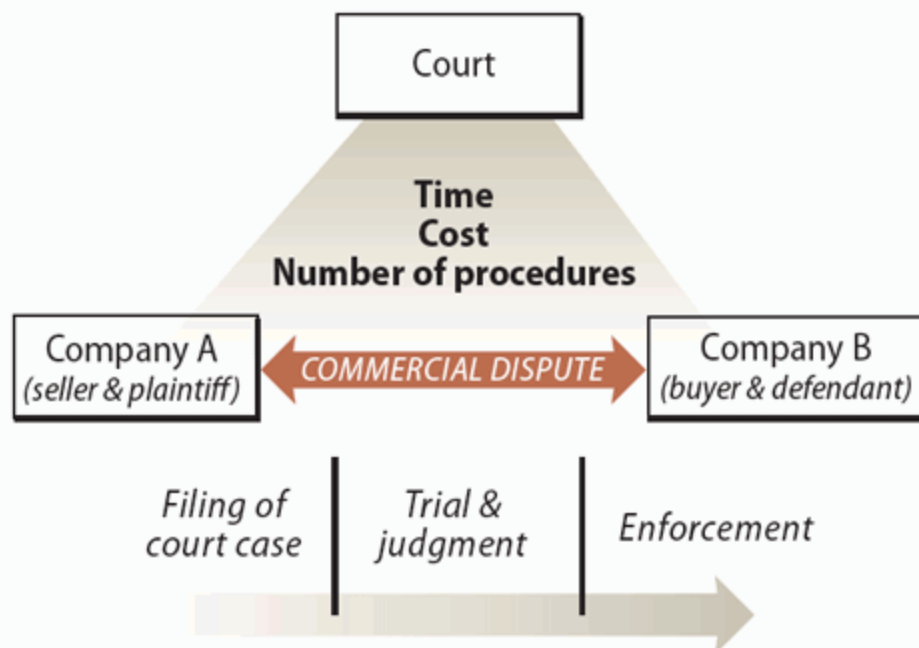 Court
Time
Cost
Number of procedures
Company A
(seller & plaintiff)
COMMERCIAL DISPUTE
Company B
(buyer & defendant)
Filing of
court case
Trial &
judgment
Enforcement